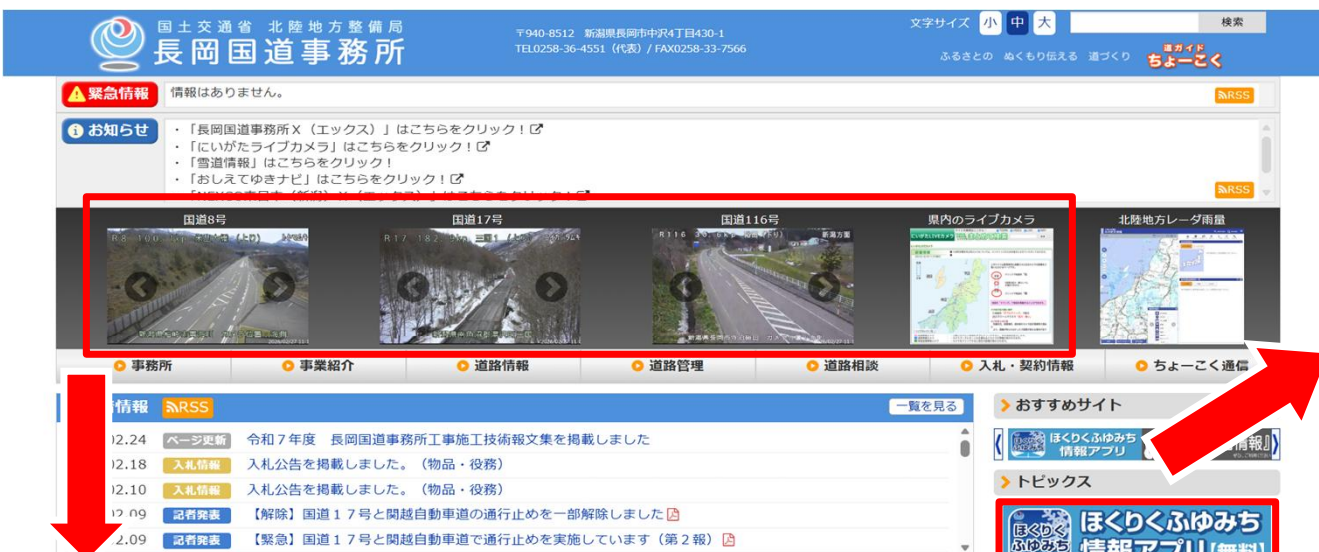 国土交通省 北陸地方整備局
長岡国道事務所
〒940-8512 新潟県長岡市中沢4丁目430-1
TEL0258-36-4551（代表）/ FAX0258-33-7566
文字サイズ 小 中 大 検索
ふるさとの ぬくもり伝える 道づくり
道ガイド
ちょーこく
緊急情報 情報はありません。 RSS
お知らせ
・「長岡国道事務所X（エックス）」はこちらをクリック！
・「にいがたライブカメラ」はこちらをクリック！
・「雪道情報」はこちらをクリック！
・「おしえてゆきナビ」はこちらをクリック！
RSS
国道8号 国道17号 国道116号 県内のライブカメラ 北陸地方レーダ雨量
事務所 事業紹介 道路情報 道路管理 道路相談 入札・契約情報 ちょーこく通信
情報 RSS 一覧を見る
02.24 ページ更新 令和７年度 長岡国道事務所工事施工技術報文集を掲載しました
02.18 入札情報 入札公告を掲載しました。（物品・役務）
02.10 入札情報 入札公告を掲載しました。（物品・役務）
02.09 記者発表 【解除】国道１７号と関越自動車道の通行止めを一部解除しました
2.09 記者発表 【緊急】国道１７号と関越自動車道で通行止めを実施しています（第２報）
おすすめサイト
ほくりくふゆみち
情報アプリ
情報』
トピックス
ほくりくふゆみち
情報アプリ【無料】